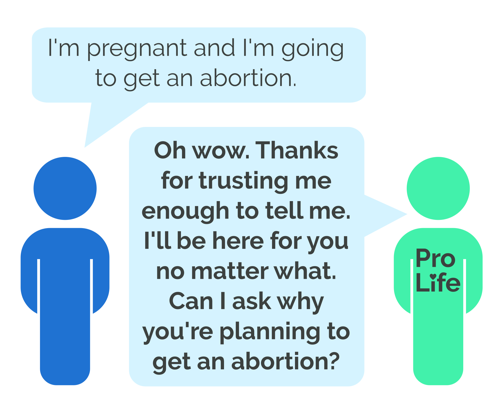 I'm pregnant and I'm going
to get an abortion.
Oh wow. Thanks
for trusting me
enough to tell me.
I'll be here for you
no matter what.
Can I ask why
you're planning to
get an abortion?
Pro
Life